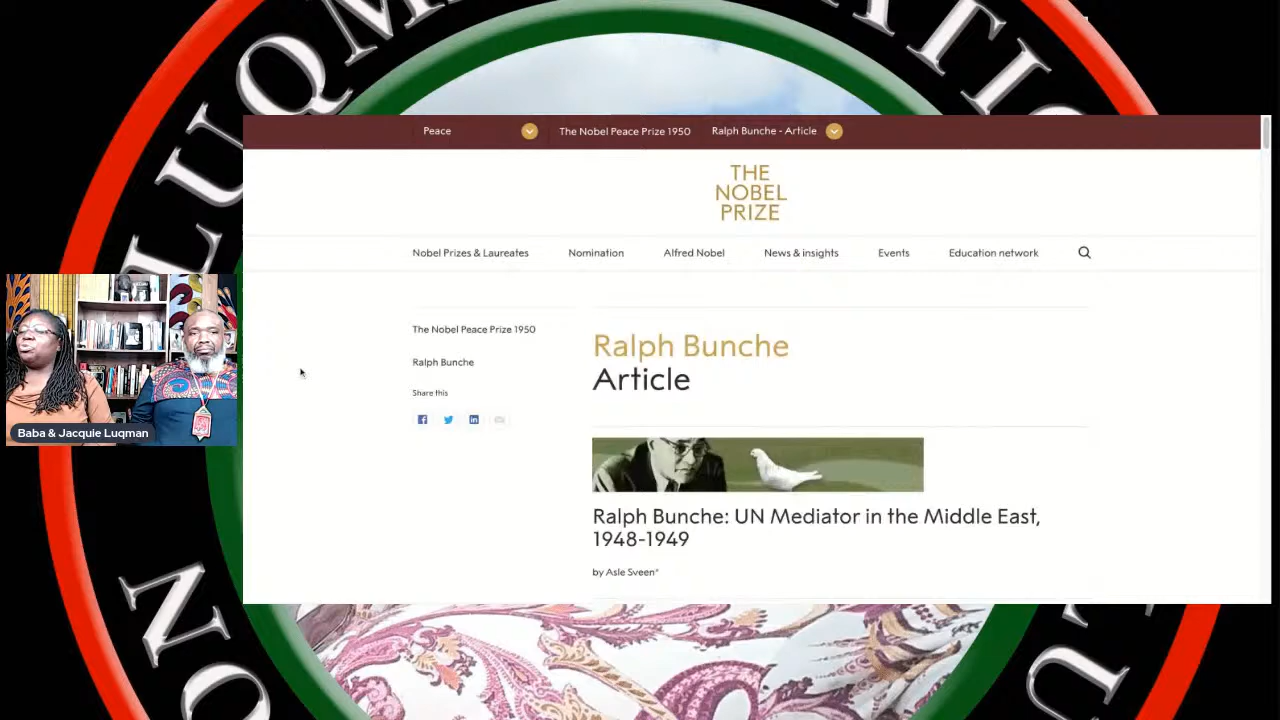 LUQM
NATIO
Peace
The Nobel Peace Prize 1950
Ralph Bunche - Article
THE
NOBEL
PRIZE
Nobel Prizes & Laureates
Nomination
Alfred Nobel
News & insights
Events
Education network
The Nobel Peace Prize 1950
Ralph Bunche
Share this
Ralph Bunche
Article
Ralph Bunche: UN Mediator in the Middle East,
1948-1949
by Asle Sveen*
Baba & Jacquie Luqman